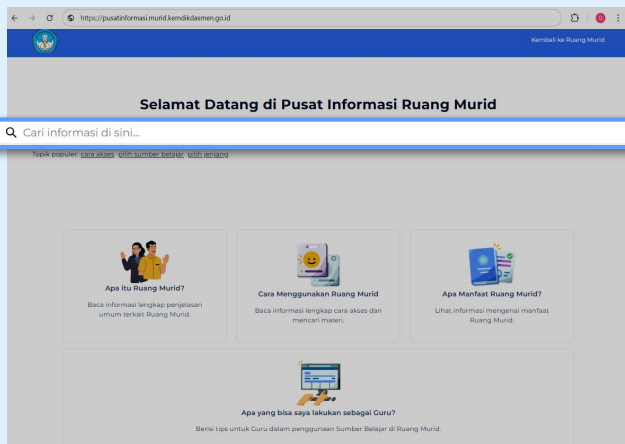 https://pusatinformasi.murid.kemdikdasmen.go.id
Kembali ke Ruang Murid
Selamat Datang di Pusat Informasi Ruang Murid
Cari informasi di sini...
Topik populer: cara akses pilih sumber belajar pilih jenjang
Apa itu Ruang Murid?
Baca informasi lengkap penjelasan
umum terkait Ruang Murid.
Cara Menggunakan Ruang Murid
Baca informasi lengkap cara akses dan
mencari materi.
Apa Manfaat Ruang Murid?
Lihat informasi mengenai manfaat
Ruang Murid.
Apa yang bisa saya lakukan sebagai Guru?
Berisi tips untuk Guru dalam penggunaan Sumber Belajar di Ruang Murid.